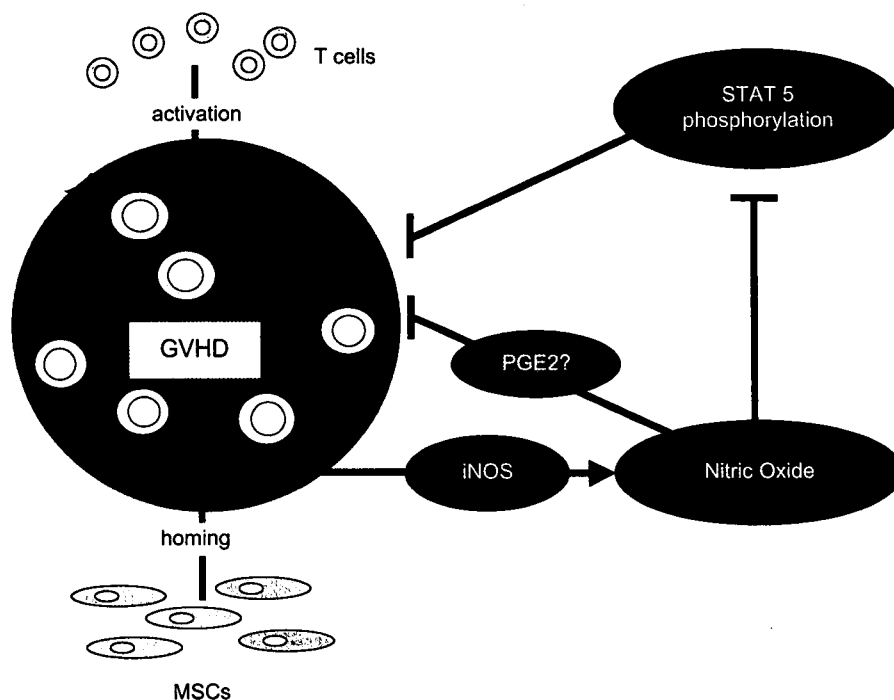 T cells
activation
STAT 5
phosphorylation
GVHD
PGE2?
iNOS
Nitric Oxide
homing
MSCs